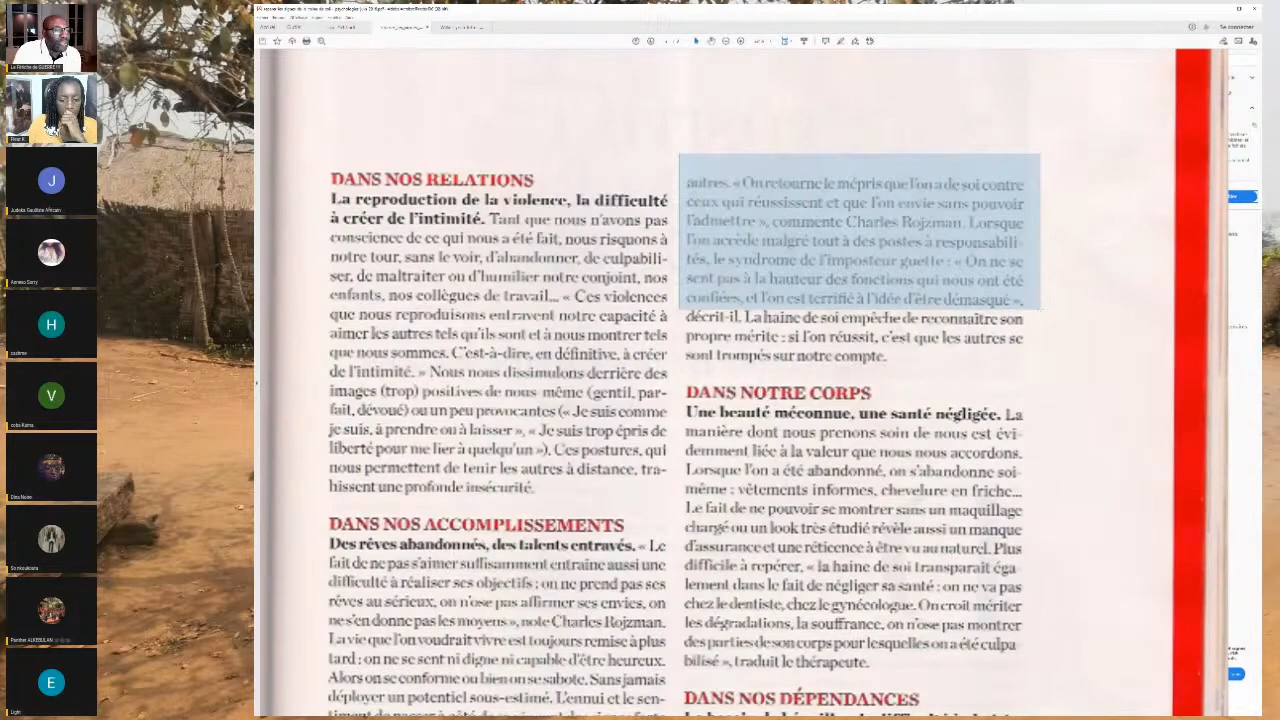 Le Fétiche de GUERRE !!!
Fleur K.
J
Judoka Gaulliste Africain
H
V
coba Kama
Dina Noire
Panther ALKEBULAN
E
Light
Accueil
Outils
Se connecter
DANS NOS RELATIONS
La reproduction de la violence, la difficulté
à créer de l'intimité. Tant que nous n'avons pas
conscience de ce qui nous a été fait, nous risquons à
notre tour, sans le voir, d'abandonner, de culpabili-
ser, de maltraiter ou d'humilier notre conjoint, nos
enfants, nos collègues de travail... « Ces violences
que nous reproduisons entravent notre capacité à
aimer les autres tels qu'ils sont et à nous montrer tels
que nous sommes. C'est-à-dire, en définitive, à créer
de l'intimité. » Nous nous dissimulons derrière des
images (trop) positives de nous même (gentil, par-
fait, dévoué) ou un peu provocantes (« Je suis comme
je suis, à prendre ou à laisser », « Je suis trop épris de
liberté pour me lier à quelqu'un »). Ces postures, qui
nous permettent de tenir les autres à distance, tra-
hissent une profonde insécurité.
DANS NOS ACCOMPLISSEMENTS
Des rêves abandonnés, des talents entravés. « Le
fait de ne pas s'aimer suffisamment entraîne aussi une
difficulté à réaliser ses objectifs : on ne prend pas ses
rêves au sérieux, on n'ose pas affirmer ses envies, on
ne s'en donne pas les moyens », note Charles Rojzman.
La vie que l'on voudrait vivre est toujours remise à plus
tard : on ne se sent ni digne ni capable d'être heureux.
Alors on se conforme ou bien on se sabote. Sans jamais
déployer un potentiel sous-estimé. L'ennui et le sen-
autres. « On retourne le mépris que l'on a de soi contre
ceux qui réussissent et que l'on envie sans pouvoir
l'admettre », commente Charles Rojzman. Lorsque
l'on accède malgré tout à des postes à responsabili-
tés, le syndrome de l'imposteur guette : « On ne se
sent pas à la hauteur des fonctions qui nous ont été
confiées, et l'on est terrifié à l'idée d'être démasqué »,
décrit-il. La haine de soi empêche de reconnaître son
propre mérite : si l'on réussit, c'est que les autres se
sont trompés sur notre compte.
DANS NOTRE CORPS
Une beauté méconnue, une santé négligée. La
manière dont nous prenons soin de nous est évi-
demment liée à la valeur que nous nous accordons.
Lorsque l'on a été abandonné, on s'abandonne soi-
même : vêtements informes, chevelure en friche...
Le fait de ne pouvoir se montrer sans un maquillage
chargé ou un look très étudié révèle aussi un manque
d'assurance et une réticence à être vu au naturel. Plus
difficile à repérer, « la haine de soi transparaît éga-
lement dans le fait de négliger sa santé : on ne va pas
chez le dentiste, chez le gynécologue. On croit mériter
les dégradations, la souffrance, on n'ose pas montrer
des parties de son corps pour lesquelles on a été culpa-
bilisé », traduit le thérapeute.
DANS NOS DÉPENDANCES